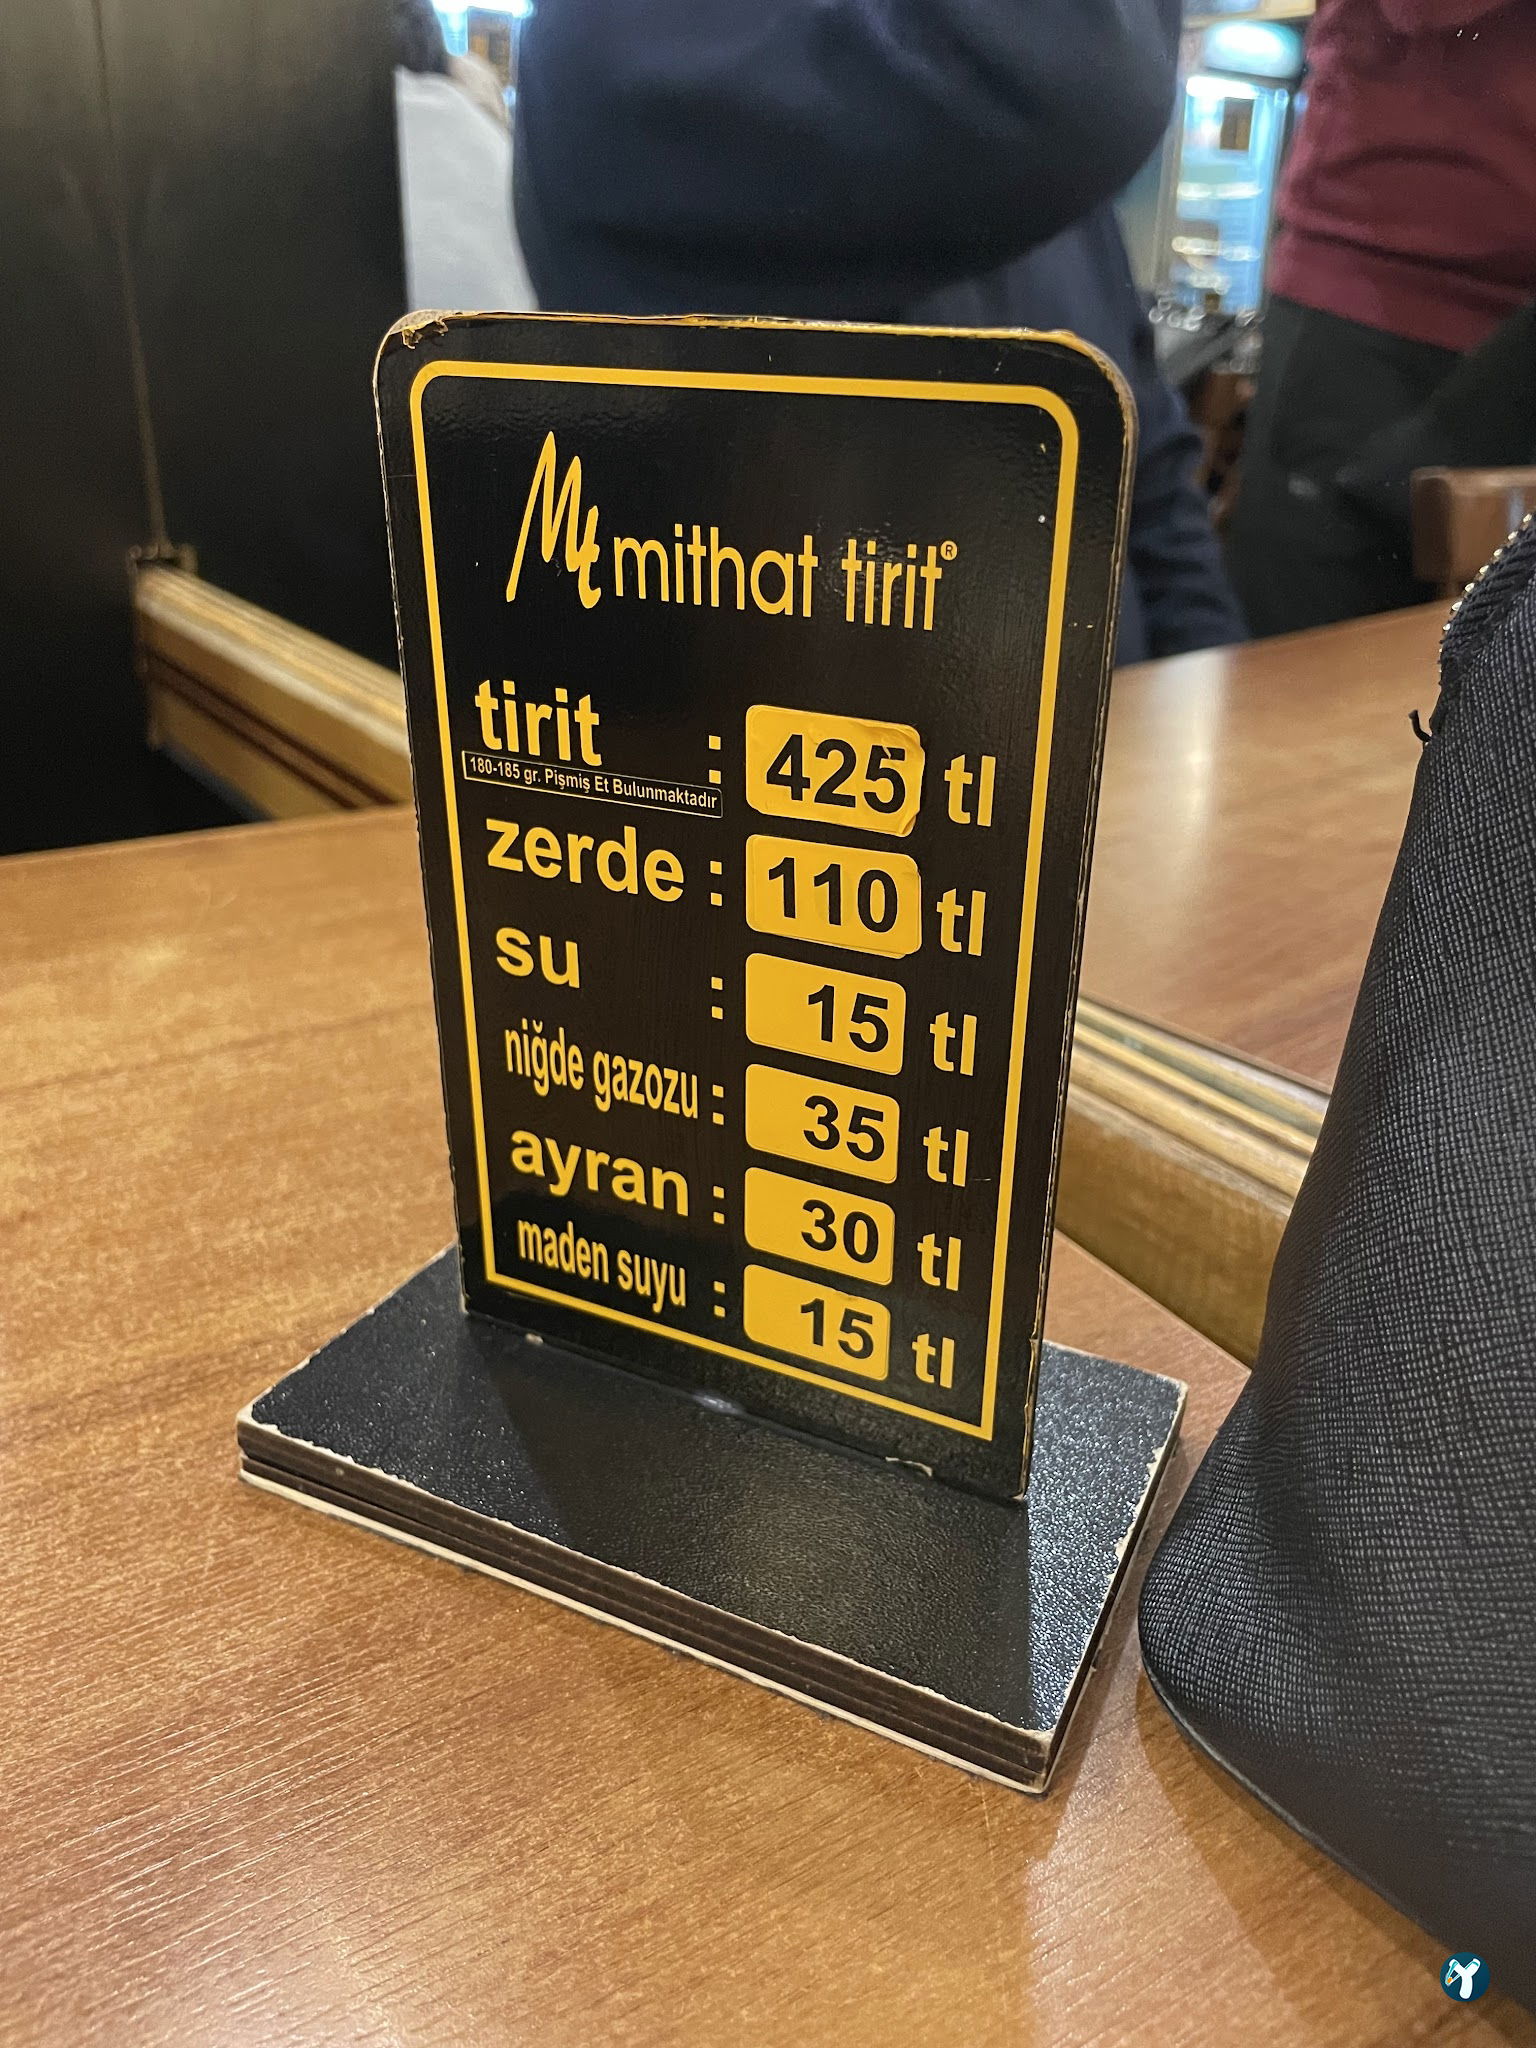 Mt mithat tirit®
tirit : 425 tl
180-185 gr. Pişmiş Et Bulunmaktadır
zerde : 110 tl
su : 15 tl
niğde gazozu : 35 tl
ayran : 30 tl
maden suyu : 15 tl